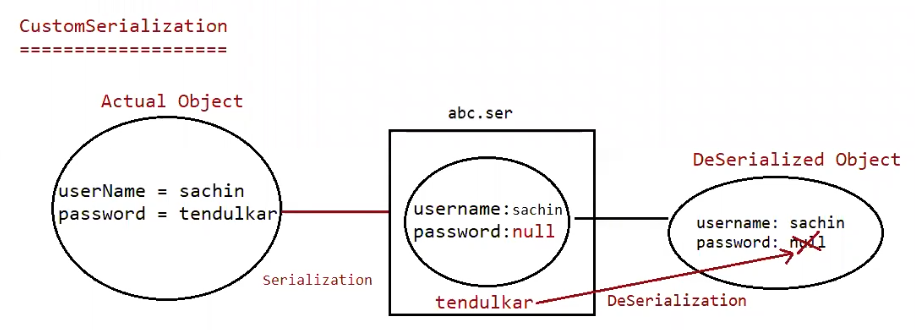 CustomSerialization
===================
Actual Object
userName = sachin
password = tendulkar
Serialization
abc.ser
username:sachin
password:null
tendulkar
DeSerialization
DeSerialized Object
username: sachin
password: null